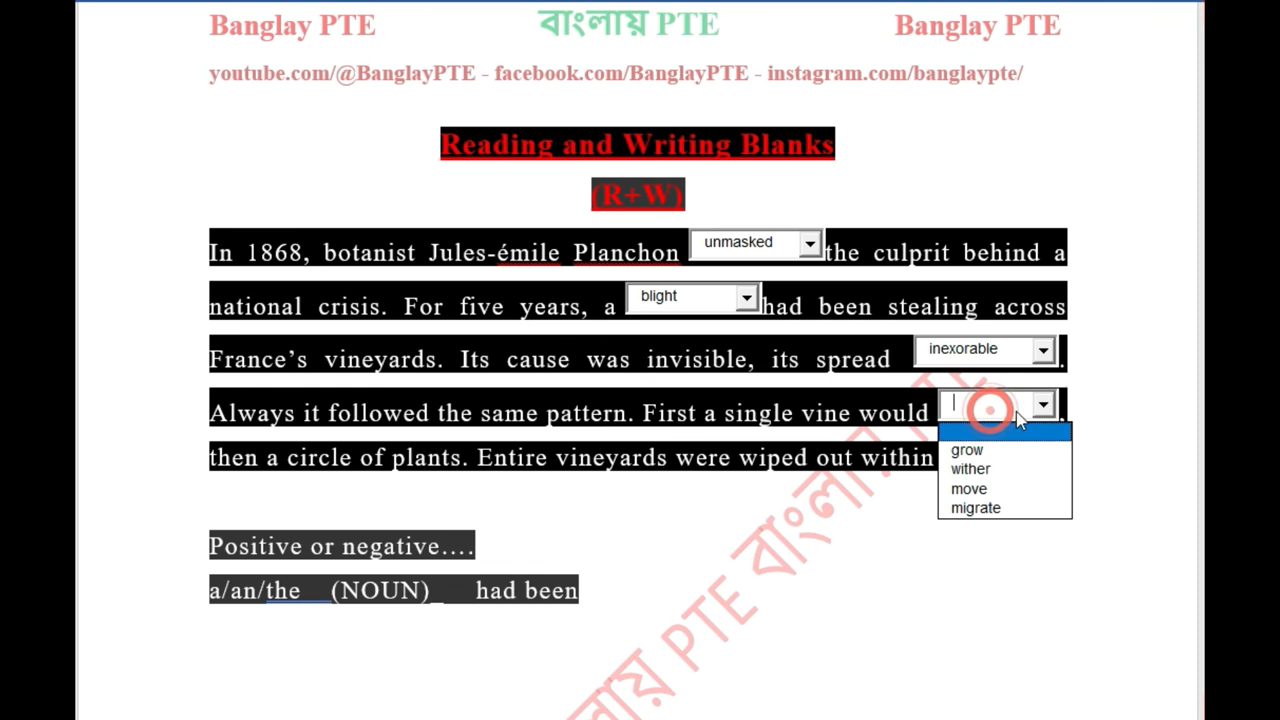 Banglay PTE বাংলায় PTE Banglay PTE
youtube.com/@BanglayPTE - facebook.com/BanglayPTE - instagram.com/banglaypte/
Reading and Writing Blanks
(R+W)
In 1868, botanist Jules-émile Planchon unmasked the culprit behind a
national crisis. For five years, a blight had been stealing across
France’s vineyards. Its cause was invisible, its spread inexorable .
Always it followed the same pattern. First a single vine would ,
then a circle of plants. Entire vineyards were wiped out within
grow
wither
move
migrate
Positive or negative….
a/an/the (NOUN)_ had been
PTE বাংলায় PTE